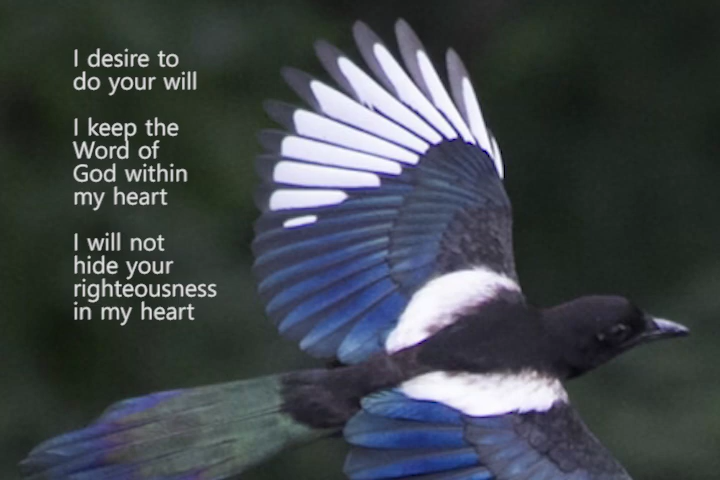 I desire to
do your will
I keep the
Word of
God within
my heart
I will not
hide your
righteousness
in my heart